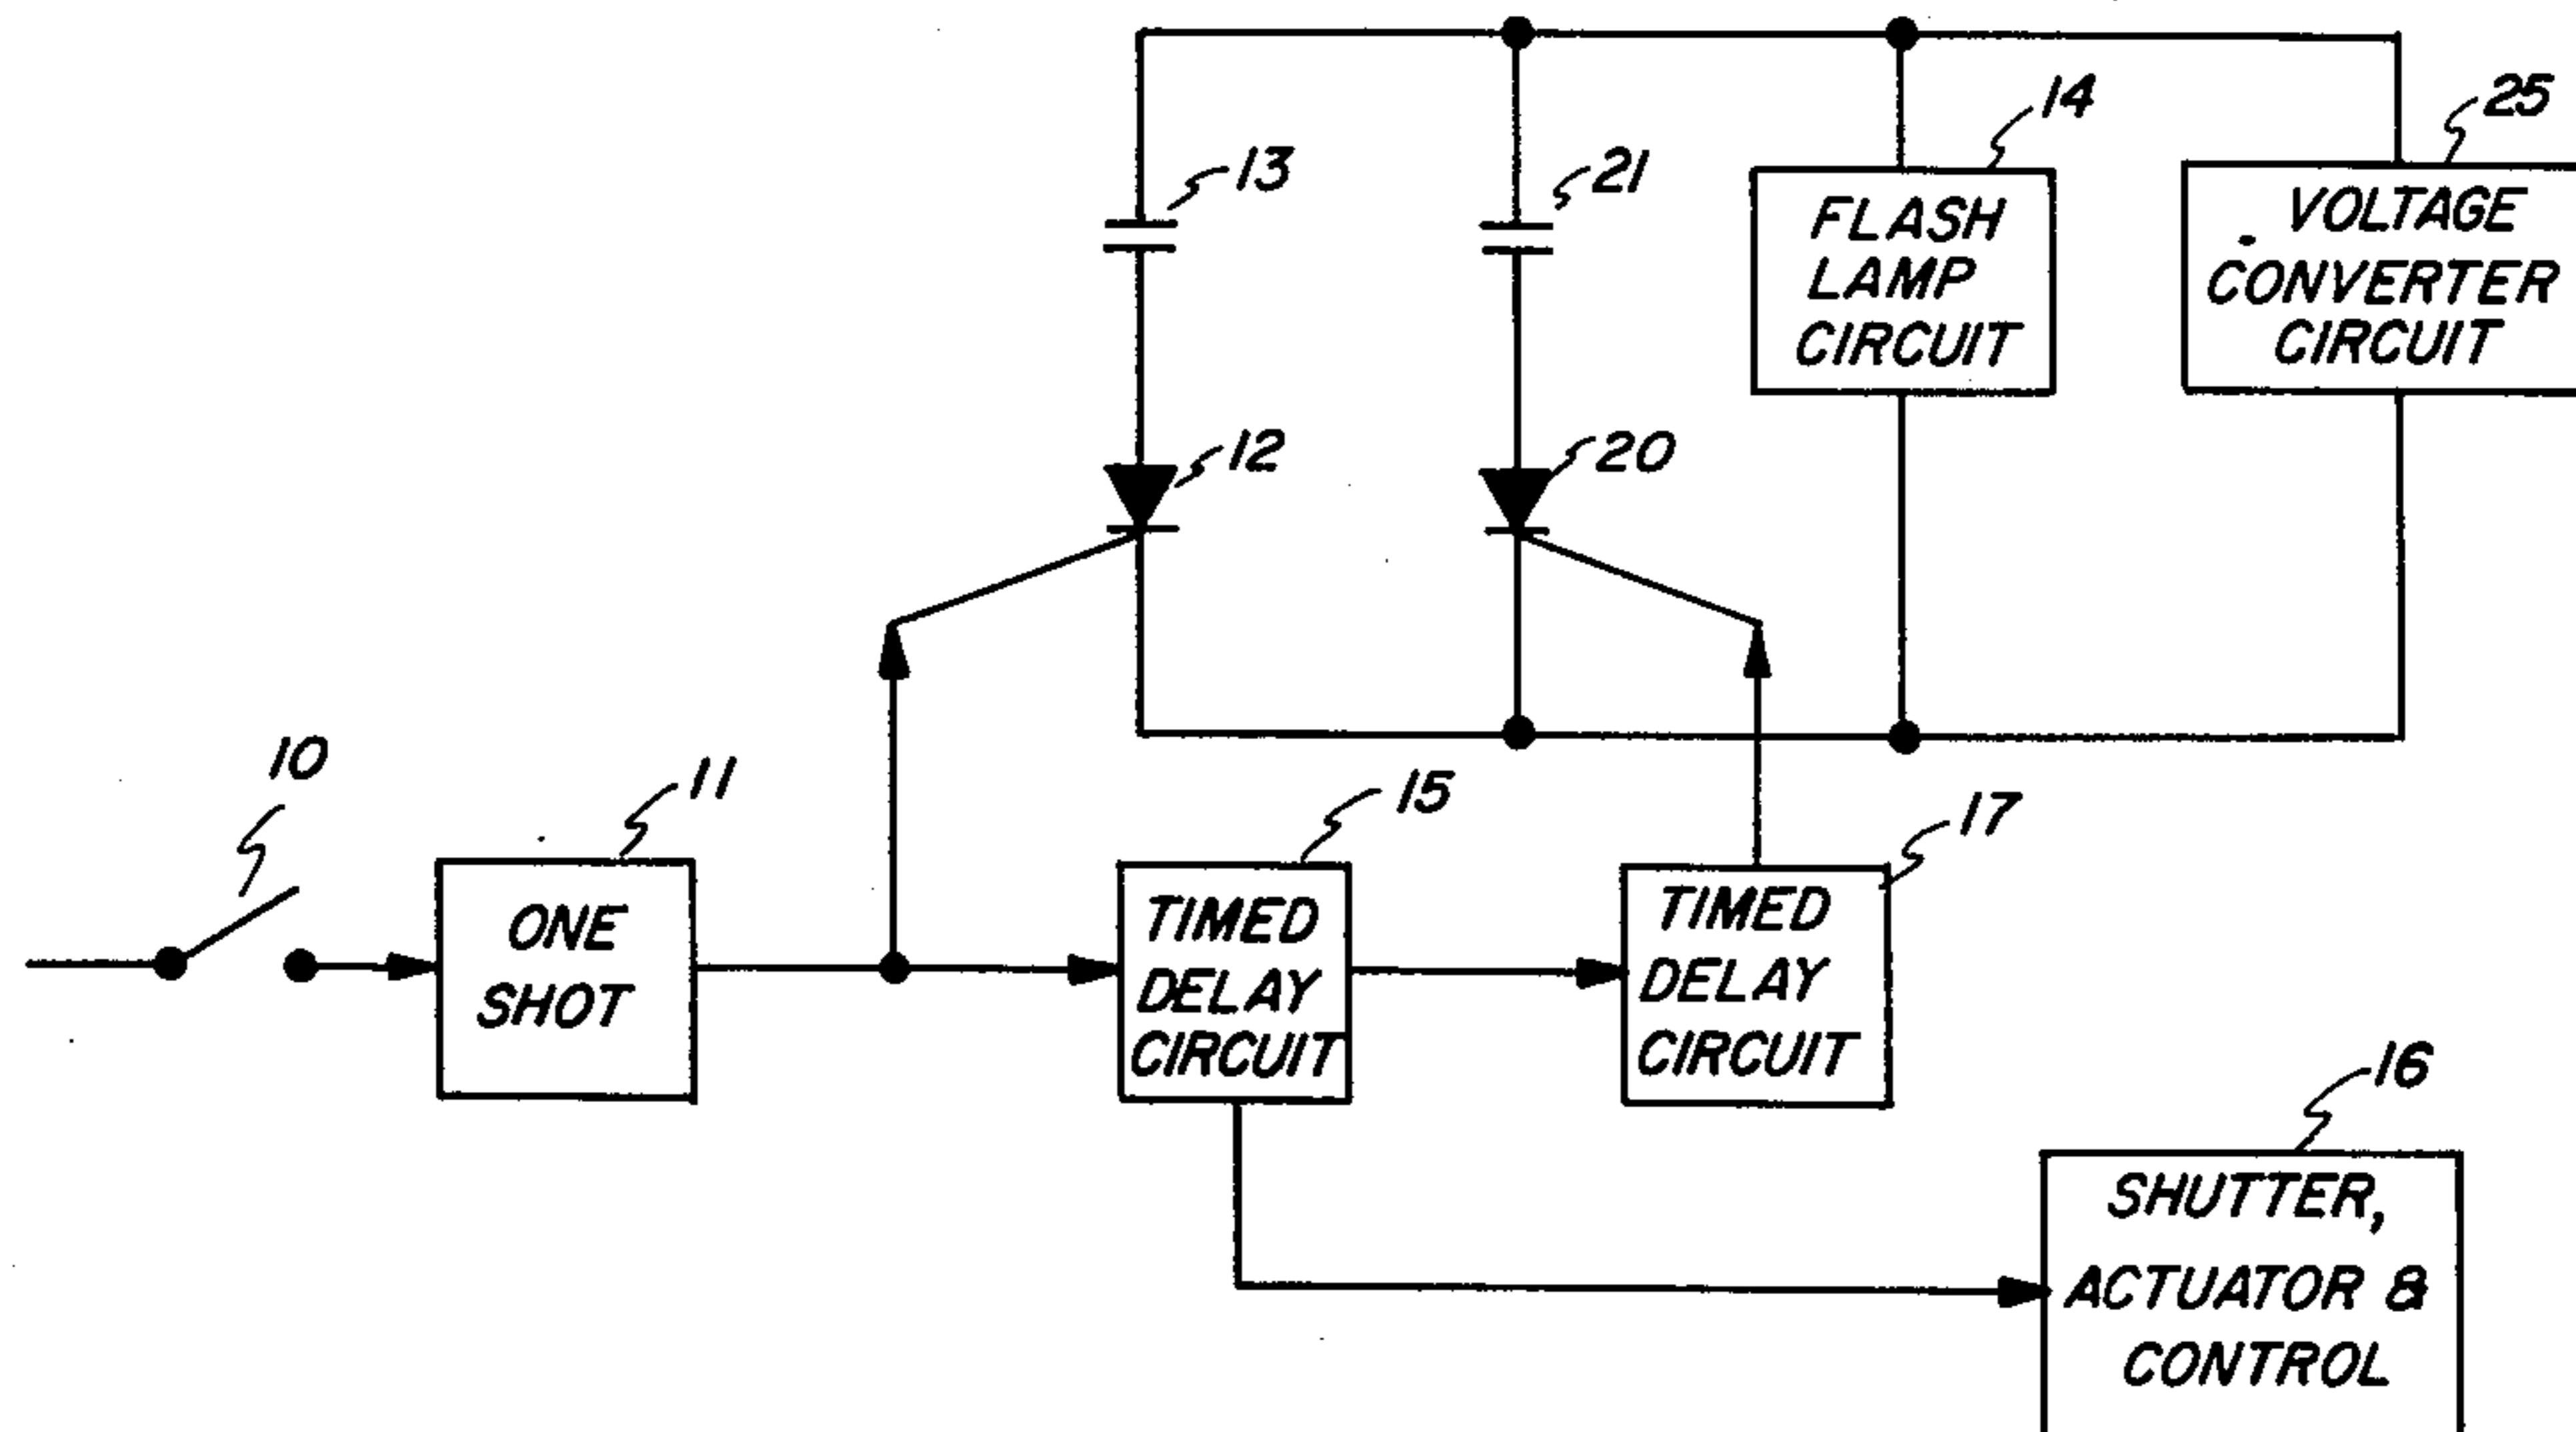 14
25
13
21
FLASH
LAMP
CIRCUIT
VOLTAGE
CONVERTER
CIRCUIT
12
20
10
11
15
17
ONE
SHOT
TIMED
DELAY
CIRCUIT
TIMED
DELAY
CIRCUIT
16
SHUTTER,
ACTUATOR &
CONTROL